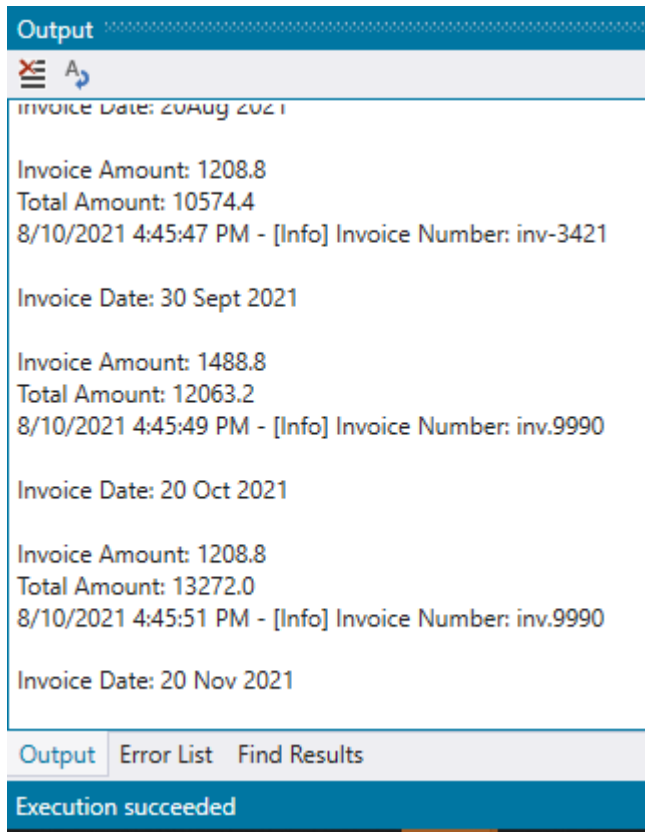 Output
Invoice Date: 20Aug 2021
Invoice Amount: 1208.8
Total Amount: 10574.4
8/10/2021 4:45:47 PM - [Info] Invoice Number: inv-3421
Invoice Date: 30 Sept 2021
Invoice Amount: 1488.8
Total Amount: 12063.2
8/10/2021 4:45:49 PM - [Info] Invoice Number: inv.9990
Invoice Date: 20 Oct 2021
Invoice Amount: 1208.8
Total Amount: 13272.0
8/10/2021 4:45:51 PM - [Info] Invoice Number: inv.9990
Invoice Date: 20 Nov 2021
Output Error List Find Results
Execution succeeded